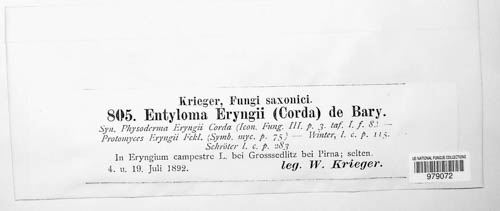 Krieger, Fungi saxonici.
805. Entyloma Eryngii (Corda) de Bary.
Syn. Physoderma Eryngii Corda (Icon. Fung. III. p. 3. taf. I. f. 8.) —
Protomyces Eryngii Fckl. (Symb. myc. p. 75) — Winter, l. c. p. 115.
Schröter l. c. p. 283
In Eryngium campestre L. bei Grosssedlitz bei Pirna; selten.
4. u. 19. Juli 1892. leg. W. Krieger.
US NATIONAL FUNGUS COLLECTIONS
979072